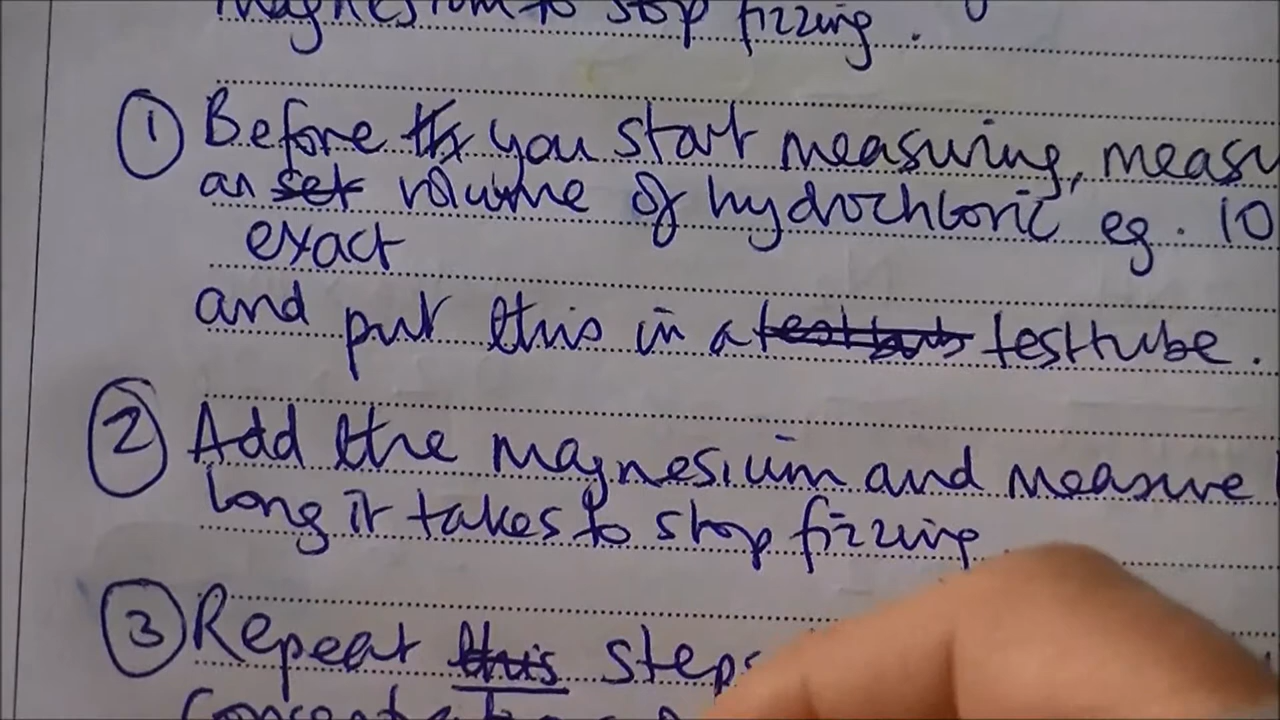 magnesium to stop fizzing.
① Before you start measuring, measu
an set volume of hydrochloric eg. 10
exact
and put this in a testtube.
② Add the magnesium and measure
long it takes to stop fizzing
③ Repeat this steps